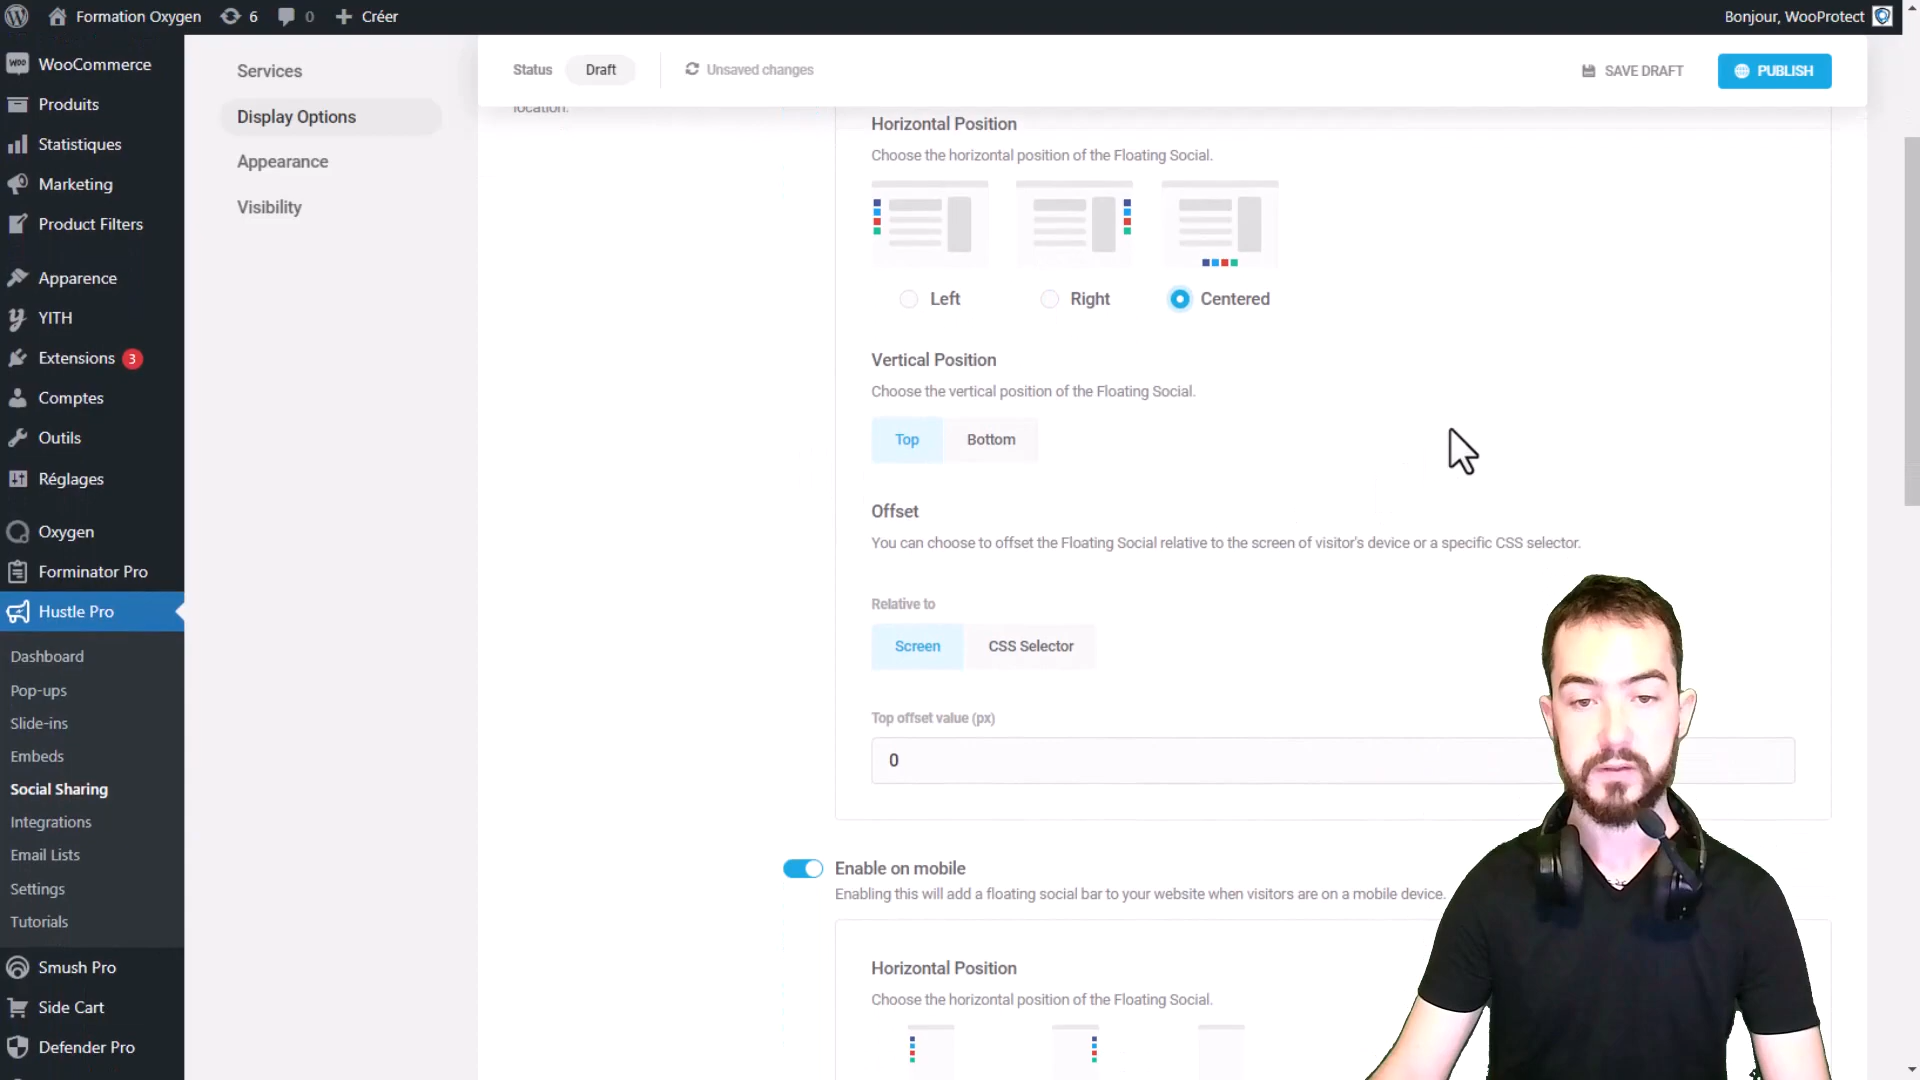 Formation Oxygen
6
0
Créer
Bonjour, WooProtect
WooCommerce
Produits
Statistiques
Marketing
Product Filters
Apparence
YITH
Extensions 3
Comptes
Outils
Réglages
Oxygen
Forminator Pro
Hustle Pro
Dashboard
Pop-ups
Slide-ins
Embeds
Social Sharing
Integrations
Email Lists
Settings
Tutorials
Smush Pro
Side Cart
Defender Pro
Services
Display Options
Appearance
Visibility
Status
Draft
Unsaved changes
SAVE DRAFT
PUBLISH
location.
Horizontal Position
Choose the horizontal position of the Floating Social.
Left
Right
Centered
Vertical Position
Choose the vertical position of the Floating Social.
Top
Bottom
Offset
You can choose to offset the Floating Social relative to the screen of visitor's device or a specific CSS selector.
Relative to
Screen
CSS Selector
Top offset value (px)
0
Enable on mobile
Enabling this will add a floating social bar to your website when visitors are on a mobile device.
Horizontal Position
Choose the horizontal position of the Floating Social.